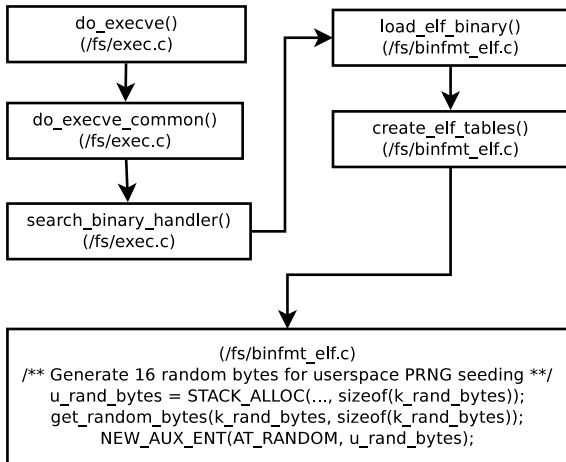 do_execve()
(/fs/exec.c)
do_execve_common()
(/fs/exec.c)
search_binary_handler()
(/fs/exec.c)
load_elf_binary()
(/fs/binfmt_elf.c)
create_elf_tables()
(/fs/binfmt_elf.c)
(/fs/binfmt_elf.c)
/** Generate 16 random bytes for userspace PRNG seeding **/
u_rand_bytes = STACK_ALLOC(..., sizeof(k_rand_bytes));
get_random_bytes(k_rand_bytes, sizeof(k_rand_bytes));
NEW_AUX_ENT(AT_RANDOM, u_rand_bytes);